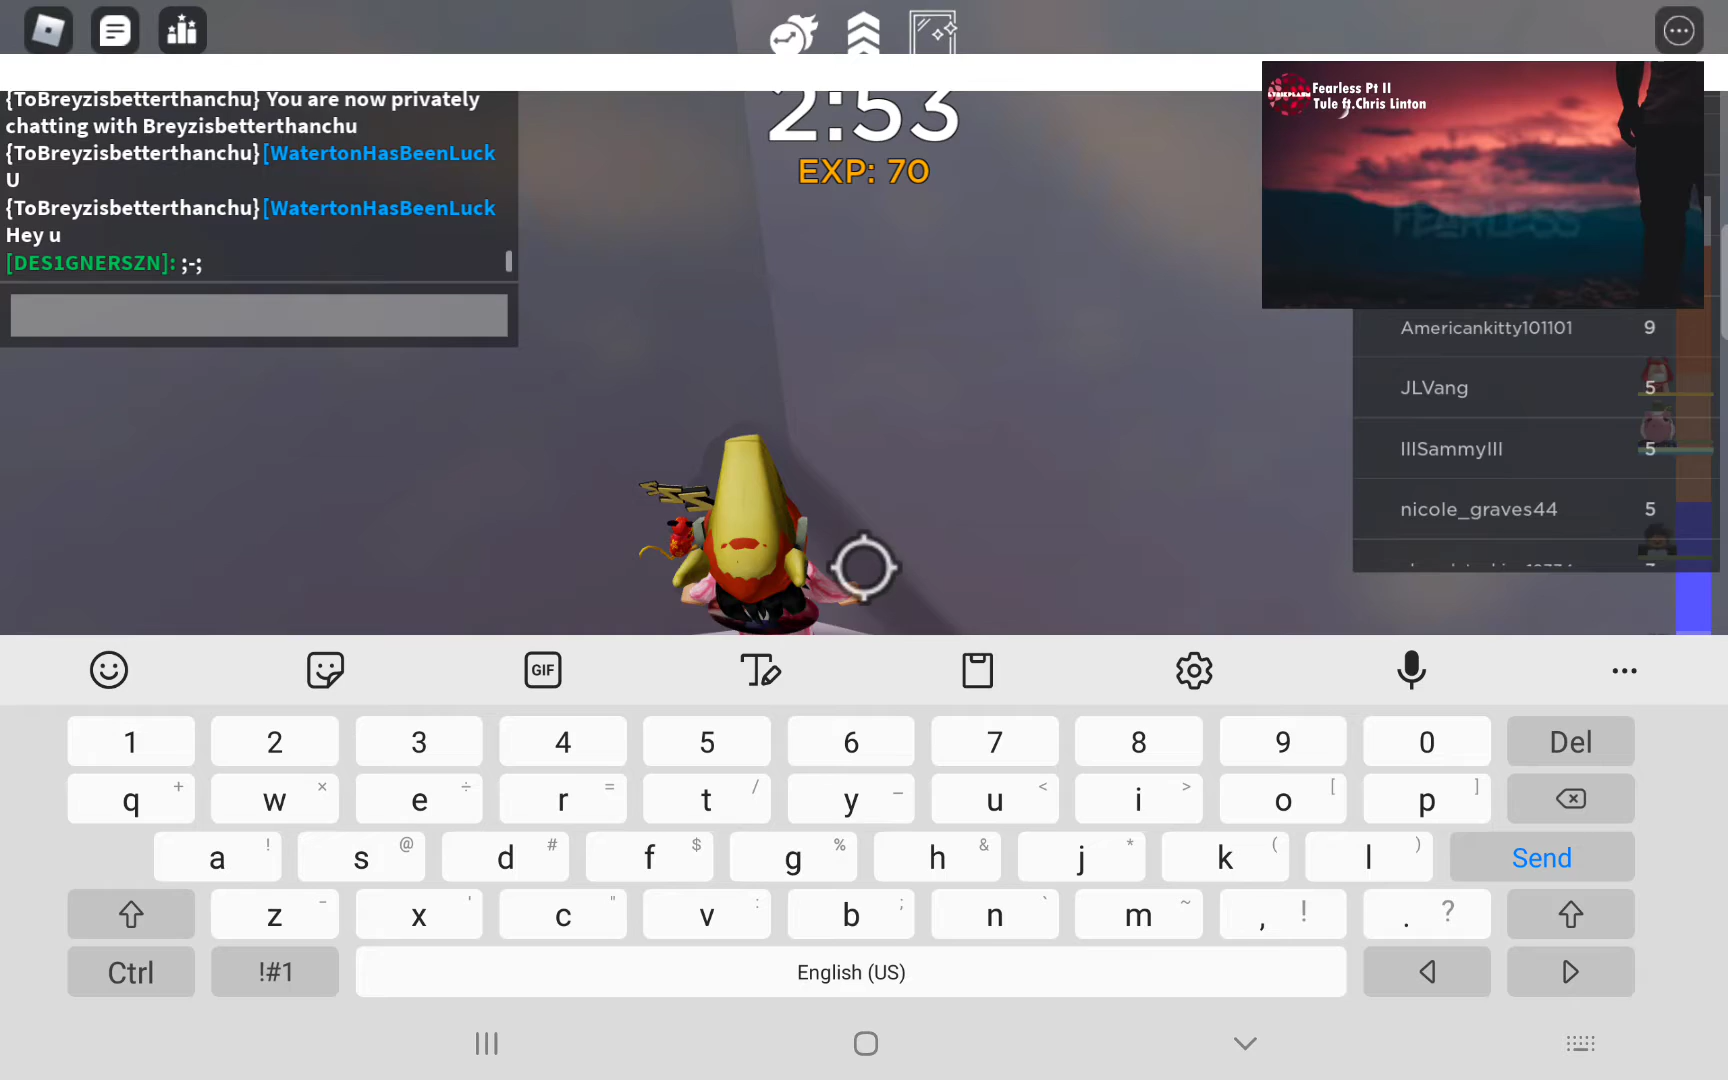 {ToBreyzisbetterthanchu} You are now privately
chatting with Breyzisbetterthanchu
{ToBreyzisbetterthanchu} [WatertonHasBeenLuck
U
{ToBreyzisbetterthanchu} [WatertonHasBeenLuck
Hey u
[DES1GNERSZN]: ;-;
2:53
EXP: 70
Fearless Pt II
Tule ft.Chris Linton
FEARLESS
Americankitty101101 9
JLVang 5
IIISammyIII 5
nicole_graves44 5
GIF
1 2 3 4 5 6 7 8 9 0 Del
q + w × e ÷ r = t / y _ u < i > o [ p ]
a ! s @ d # f $ g % h & j * k ( l ) Send
z - x ' c " v : b ; n ` m ~ , ! . ?
Ctrl !#1 English (US)